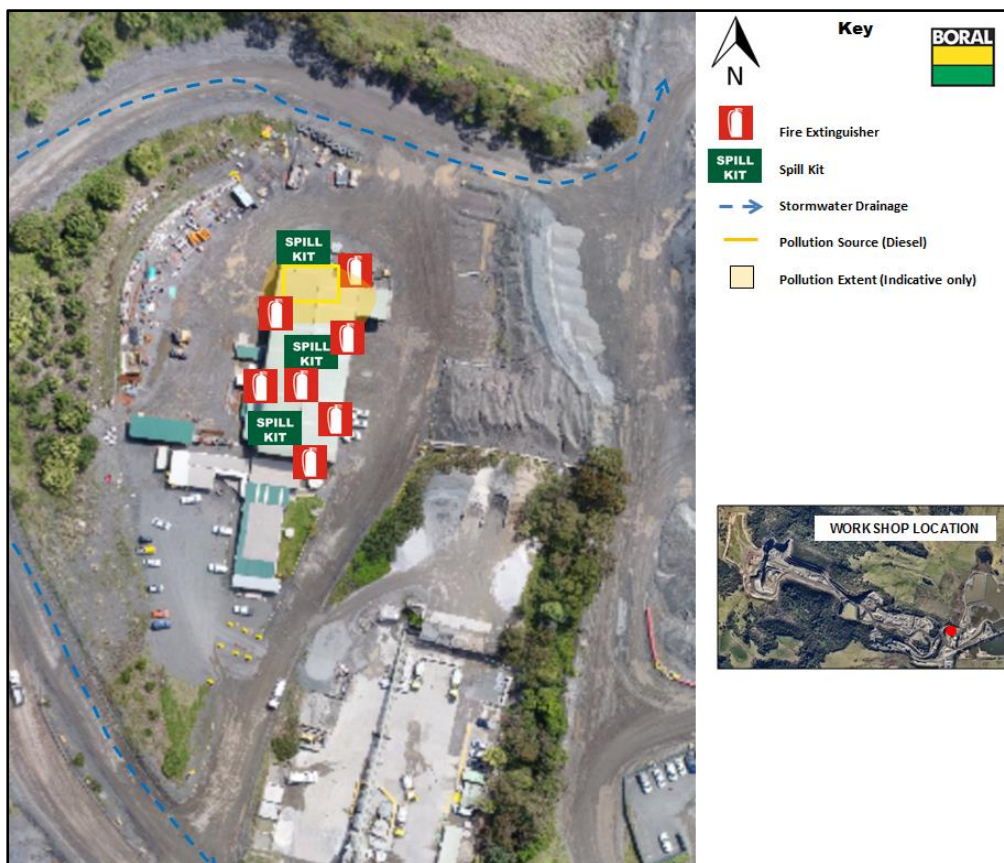 Key
BORAL
N
Fire Extinguisher
SPILL
KIT
Spill Kit
Stormwater Drainage
Pollution Source (Diesel)
Pollution Extent (Indicative only)
SPILL
KIT
SPILL
KIT
SPILL
KIT
WORKSHOP LOCATION